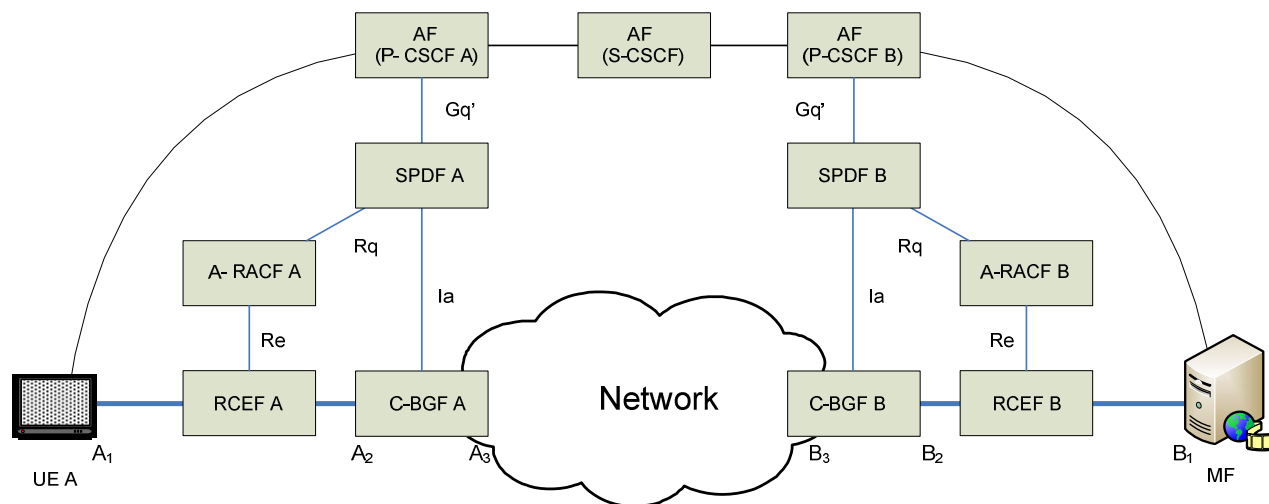 AF
(P- CSCF A)
AF
(S-CSCF)
AF
(P-CSCF B)
Gq'
Gq'
SPDF A
SPDF B
Rq
Rq
A- RACF A
A-RACF B
Ia
Ia
Re
Re
RCEF A
C-BGF A
Network
C-BGF B
RCEF B
A1
A2
A3
B3
B2
B1
UE A
MF